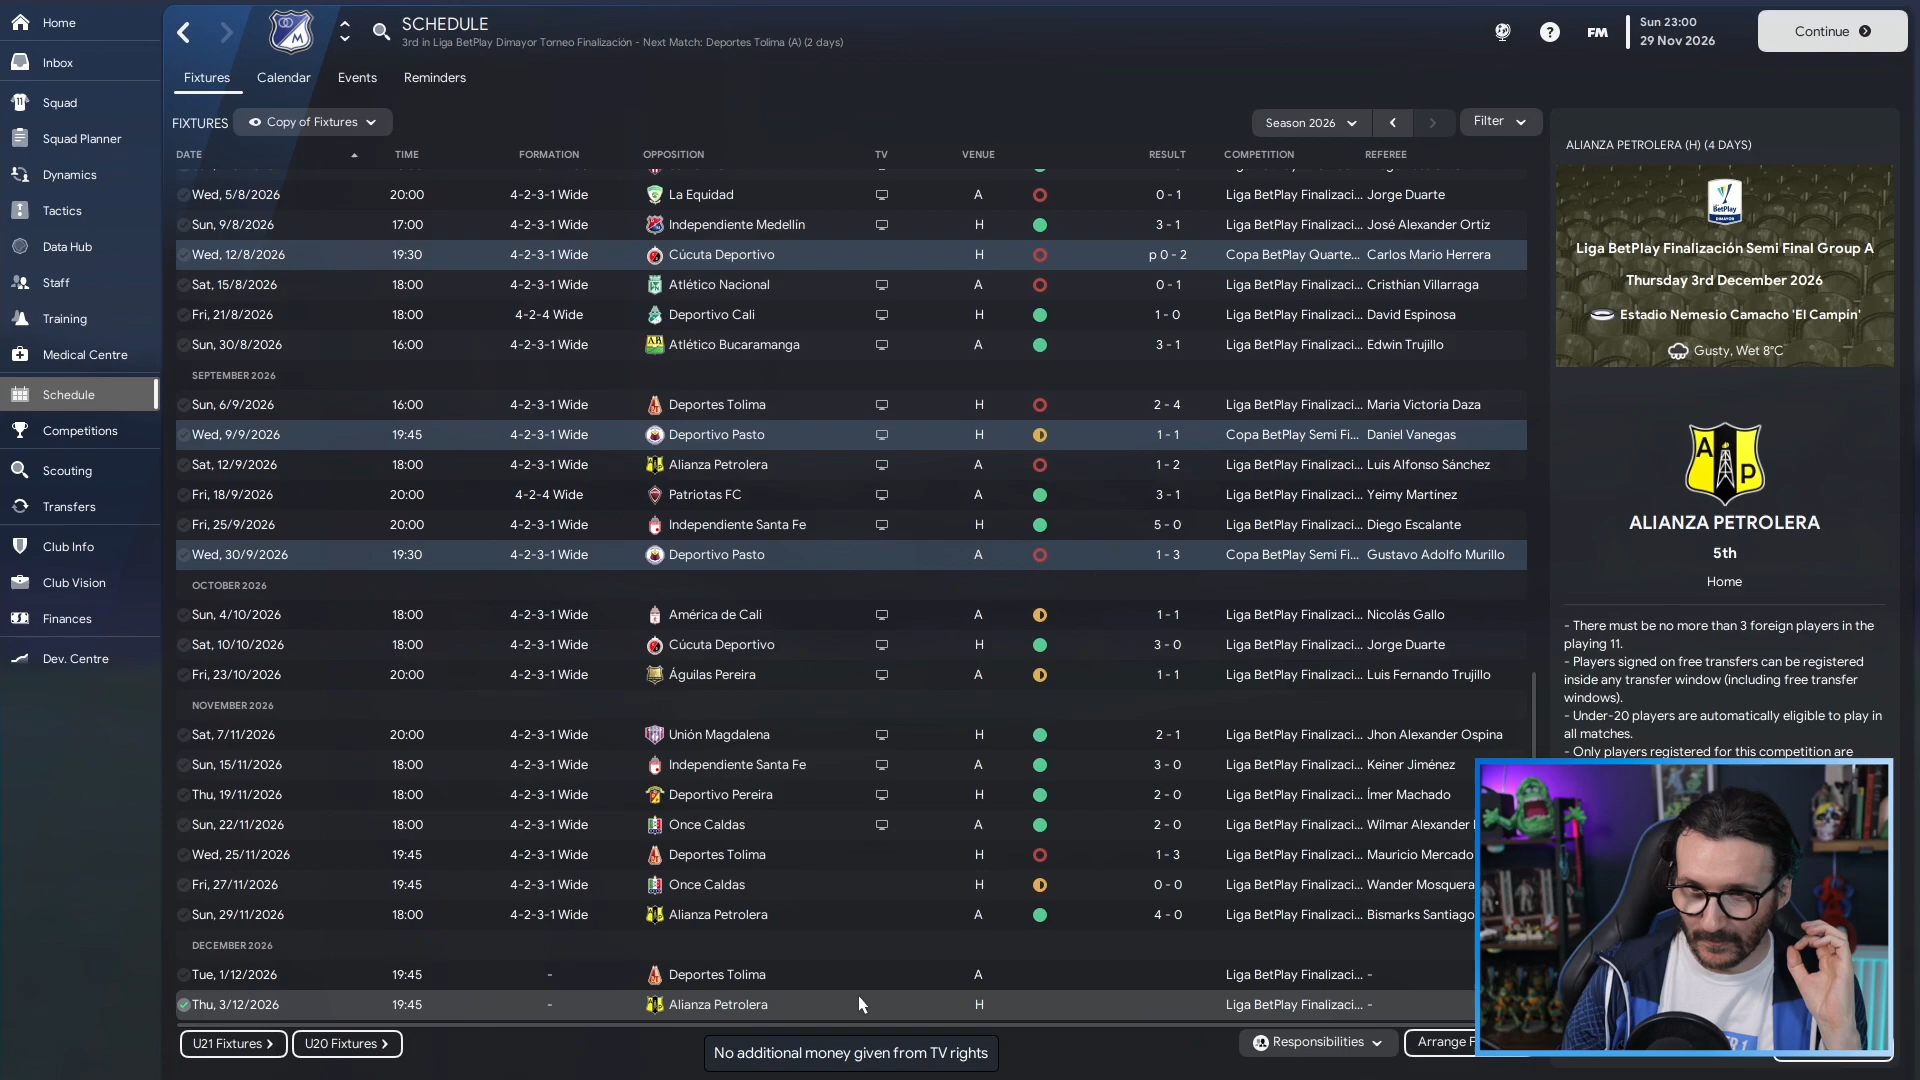 Home
Inbox
Squad
Squad Planner
Dynamics
Tactics
Data Hub
Staff
Training
Medical Centre
Schedule
Competitions
Scouting
Transfers
Club Info
Club Vision
Finances
Dev. Centre
SCHEDULE
3rd in Liga BetPlay Dimayor Torneo Finalización - Next Match: Deportes Tolima (A) (2 days)
FM
Sun 23:00
29 Nov 2026
Continue
Fixtures Calendar Events Reminders
FIXTURES Copy of Fixtures Season 2026 Filter
DATE TIME FORMATION OPPOSITION TV VENUE RESULT COMPETITION REFEREE
Wed, 5/8/2026 20:00 4-2-3-1 Wide La Equidad A 0 - 1 Liga BetPlay Finalizaci... Jorge Duarte
Sun, 9/8/2026 17:00 4-2-3-1 Wide Independiente Medellín H 3 - 1 Liga BetPlay Finalizaci... José Alexander Ortíz
Wed, 12/8/2026 19:30 4-2-3-1 Wide Cúcuta Deportivo H p 0 - 2 Copa BetPlay Quarte... Carlos Mario Herrera
Sat, 15/8/2026 18:00 4-2-3-1 Wide Atlético Nacional A 0 - 1 Liga BetPlay Finalizaci... Cristhian Villarraga
Fri, 21/8/2026 18:00 4-2-4 Wide Deportivo Cali H 1 - 0 Liga BetPlay Finalizaci... David Espinosa
Sun, 30/8/2026 16:00 4-2-3-1 Wide Atlético Bucaramanga A 3 - 1 Liga BetPlay Finalizaci... Edwin Trujillo
SEPTEMBER 2026
Sun, 6/9/2026 16:00 4-2-3-1 Wide Deportes Tolima H 2 - 4 Liga BetPlay Finalizaci... Maria Victoria Daza
Wed, 9/9/2026 19:45 4-2-3-1 Wide Deportivo Pasto H 1 - 1 Copa BetPlay Semi Fi... Daniel Vanegas
Sat, 12/9/2026 18:00 4-2-3-1 Wide Alianza Petrolera A 1 - 2 Liga BetPlay Finalizaci... Luis Alfonso Sánchez
Fri, 18/9/2026 20:00 4-2-4 Wide Patriotas FC A 3 - 1 Liga BetPlay Finalizaci... Yeimy Martínez
Fri, 25/9/2026 20:00 4-2-3-1 Wide Independiente Santa Fe H 5 - 0 Liga BetPlay Finalizaci... Diego Escalante
Wed, 30/9/2026 19:30 4-2-3-1 Wide Deportivo Pasto A 1 - 3 Copa BetPlay Semi Fi... Gustavo Adolfo Murillo
OCTOBER 2026
Sun, 4/10/2026 18:00 4-2-3-1 Wide América de Cali A 1 - 1 Liga BetPlay Finalizaci... Nicolás Gallo
Sat, 10/10/2026 18:00 4-2-3-1 Wide Cúcuta Deportivo H 3 - 0 Liga BetPlay Finalizaci... Jorge Duarte
Fri, 23/10/2026 20:00 4-2-3-1 Wide Águilas Pereira A 1 - 1 Liga BetPlay Finalizaci... Luis Fernando Trujillo
NOVEMBER 2026
Sat, 7/11/2026 20:00 4-2-3-1 Wide Unión Magdalena H 2 - 1 Liga BetPlay Finalizaci... Jhon Alexander Ospina
Sun, 15/11/2026 18:00 4-2-3-1 Wide Independiente Santa Fe A 3 - 0 Liga BetPlay Finalizaci... Keiner Jiménez
Thu, 19/11/2026 18:00 4-2-3-1 Wide Deportivo Pereira H 2 - 0 Liga BetPlay Finalizaci... Ímer Machado
Sun, 22/11/2026 18:00 4-2-3-1 Wide Once Caldas A 2 - 0 Liga BetPlay Finalizaci... Wilmar Alexander
Wed, 25/11/2026 19:45 4-2-3-1 Wide Deportes Tolima H 1 - 3 Liga BetPlay Finalizaci... Mauricio Mercado
Fri, 27/11/2026 19:45 4-2-3-1 Wide Once Caldas H 0 - 0 Liga BetPlay Finalizaci... Wander Mosquera
Sun, 29/11/2026 18:00 4-2-3-1 Wide Alianza Petrolera A 4 - 0 Liga BetPlay Finalizaci... Bismarks Santiago
DECEMBER 2026
Tue, 1/12/2026 19:45 - Deportes Tolima A Liga BetPlay Finalizaci... -
Thu, 3/12/2026 19:45 - Alianza Petrolera H Liga BetPlay Finalizaci... -
U21 Fixtures U20 Fixtures No additional money given from TV rights Responsibilities Arrange F
ALIANZA PETROLERA (H) (4 DAYS)
BetPlay
DIMAYOR
Liga BetPlay Finalización Semi Final Group A
Thursday 3rd December 2026
Estadio Nemesio Camacho 'El Campín'
Gusty, Wet 8°C
A P
ALIANZA PETROLERA
5th
Home
- There must be no more than 3 foreign players in the
playing 11.
- Players signed on free transfers can be registered
inside any transfer window (including free transfer
windows).
- Under-20 players are automatically eligible to play in
all matches.
- Only players registered for this competition are